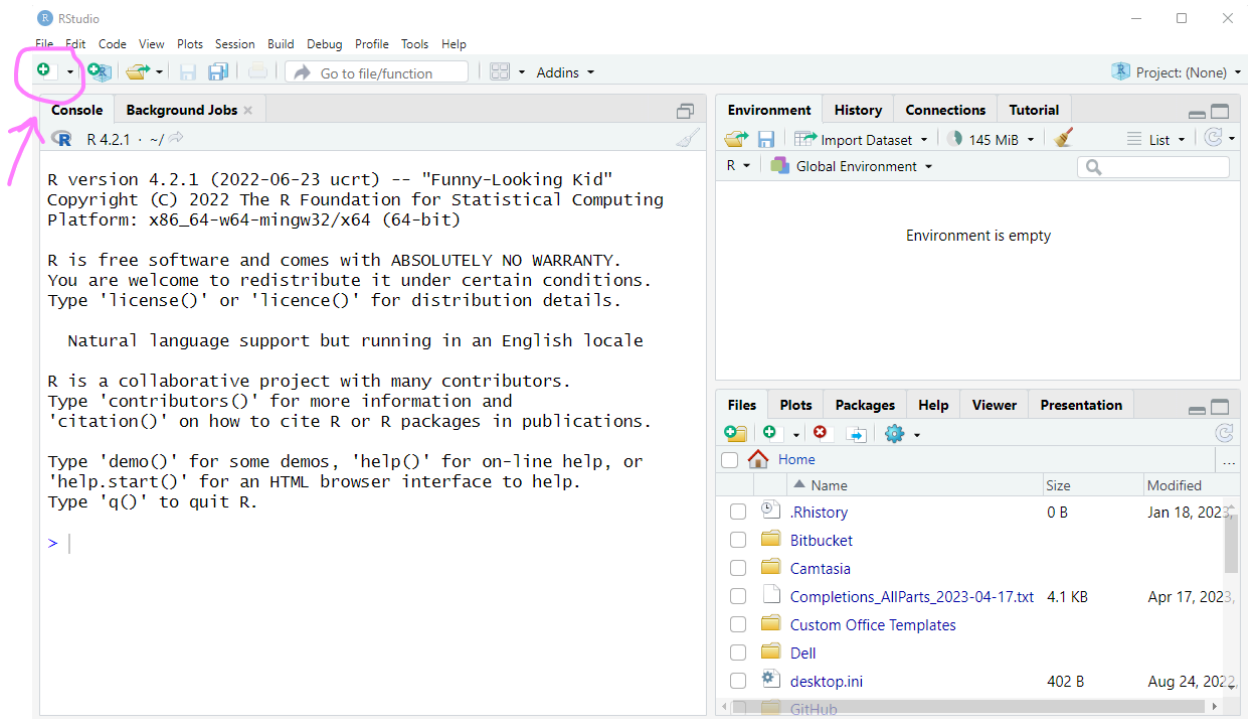 RStudio
File Edit Code View Plots Session Build Debug Profile Tools Help
Go to file/function Addins Project: (None)
Console Background Jobs
R 4.2.1 · ~/
R version 4.2.1 (2022-06-23 ucrt) -- "Funny-Looking Kid"
Copyright (C) 2022 The R Foundation for Statistical Computing
Platform: x86_64-w64-mingw32/x64 (64-bit)
R is free software and comes with ABSOLUTELY NO WARRANTY.
You are welcome to redistribute it under certain conditions.
Type 'license()' or 'licence()' for distribution details.
Natural language support but running in an English locale
R is a collaborative project with many contributors.
Type 'contributors()' for more information and
'citation()' on how to cite R or R packages in publications.
Type 'demo()' for some demos, 'help()' for on-line help, or
'help.start()' for an HTML browser interface to help.
Type 'q()' to quit R.
>
Environment History Connections Tutorial
Import Dataset 145 MiB List
R Global Environment
Environment is empty
Files Plots Packages Help Viewer Presentation
Home ...
Name Size Modified
.Rhistory 0 B Jan 18, 2023,
Bitbucket
Camtasia
Completions_AllParts_2023-04-17.txt 4.1 KB Apr 17, 2023,
Custom Office Templates
Dell
desktop.ini 402 B Aug 24, 2022,
GitHub